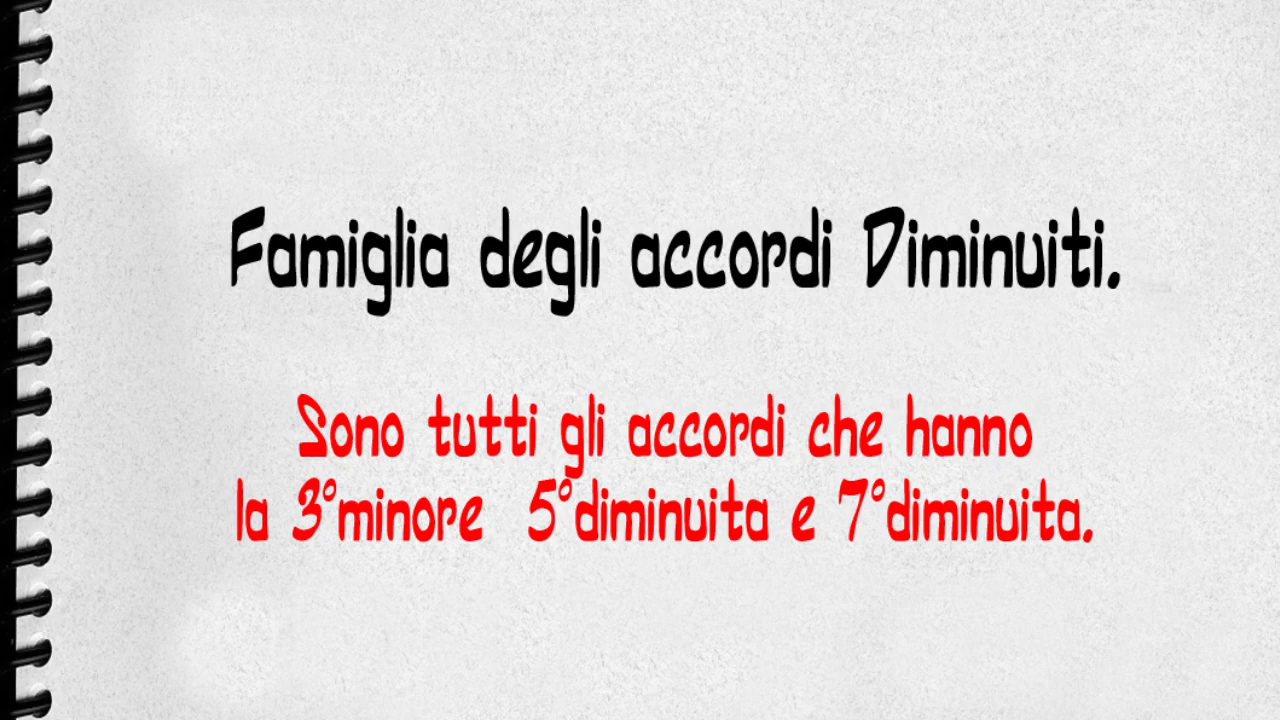 Famiglia degli accordi Diminuiti.
Sono tutti gli accordi che hanno
la 3°minore 5°diminuita e 7°diminuita.